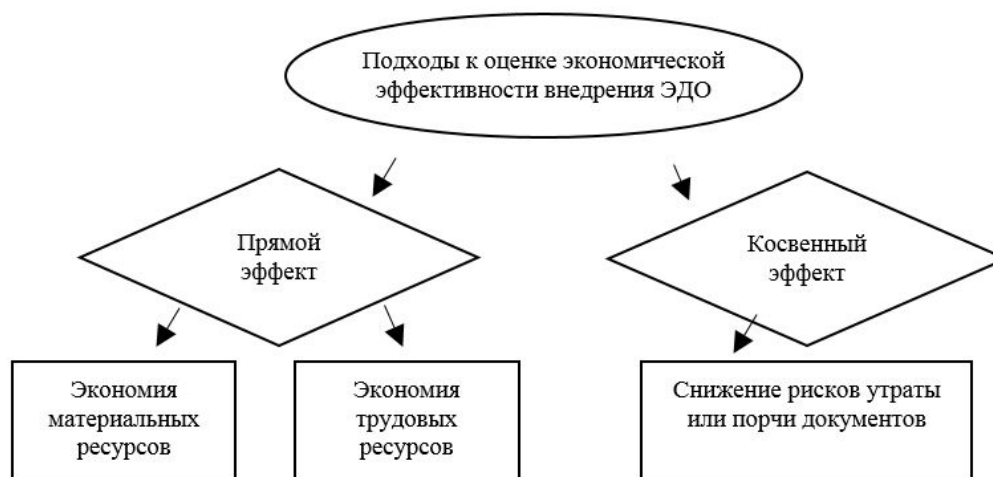 Подходы к оценке экономической
эффективности внедрения ЭДО
Прямой
эффект
Косвенный
эффект
Экономия
материальных
ресурсов
Экономия
трудовых
ресурсов
Снижение рисков утраты
или порчи документов